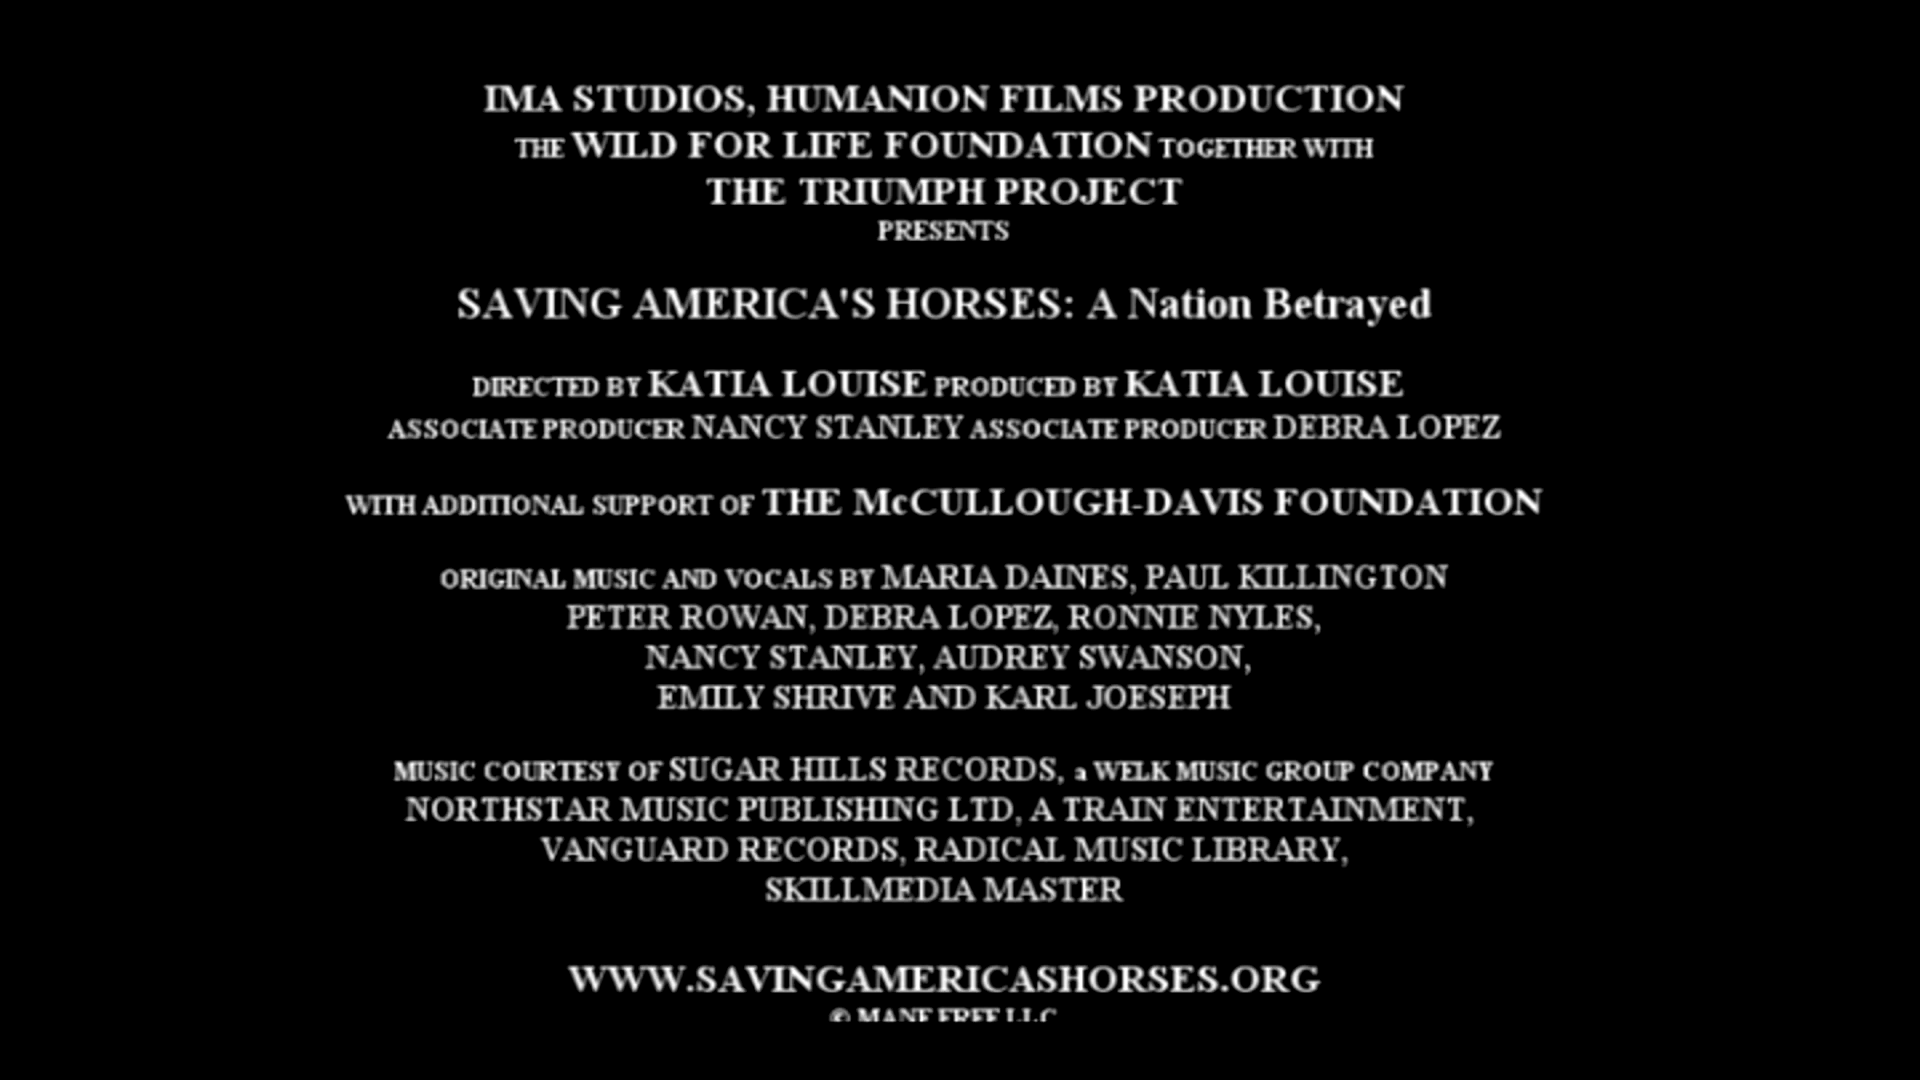 IMA STUDIOS, HUMANION FILMS PRODUCTION
THE WILD FOR LIFE FOUNDATION TOGETHER WITH
THE TRIUMPH PROJECT
PRESENTS
SAVING AMERICA'S HORSES: A Nation Betrayed
DIRECTED BY KATIA LOUISE PRODUCED BY KATIA LOUISE
ASSOCIATE PRODUCER NANCY STANLEY ASSOCIATE PRODUCER DEBRA LOPEZ
WITH ADDITIONAL SUPPORT OF THE McCULLOUGH-DAVIS FOUNDATION
ORIGINAL MUSIC AND VOCALS BY MARIA DAINES, PAUL KILLINGTON
PETER ROWAN, DEBRA LOPEZ, RONNIE NYLES,
NANCY STANLEY, AUDREY SWANSON,
EMILY SHRIVE AND KARL JOESEPH
MUSIC COURTESY OF SUGAR HILLS RECORDS, a WELK MUSIC GROUP COMPANY
NORTHSTAR MUSIC PUBLISHING LTD, A TRAIN ENTERTAINMENT,
VANGUARD RECORDS, RADICAL MUSIC LIBRARY,
SKILLMEDIA MASTER
WWW.SAVINGAMERICASHORSES.ORG
© MANE FREE LLC